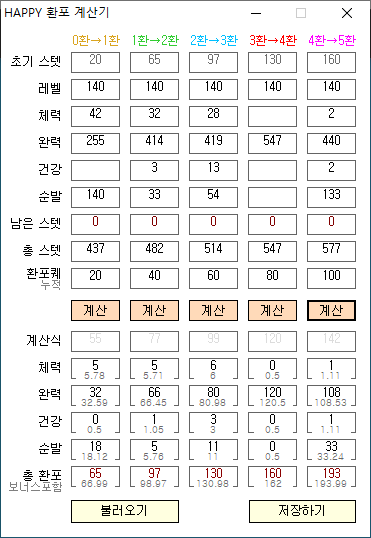 HAPPY 환포 계산기
0환→1환 1환→2환 2환→3환 3환→4환 4환→5환
초기 스텟 20 65 97 130 160
레벨 140 140 140 140 140
체력 42 32 28 2
완력 255 414 419 547 440
건강 3 13 2
순발 140 33 54 133
남은 스텟 0 0 0 0 0
총 스텟 437 482 514 547 577
환포퀘 20 40 60 80 100
누적
계산 계산 계산 계산 계산
계산식 55 77 99 120 142
체력 5 5 6 0 1
5.78 5.71 6 0.5 1.11
완력 32 66 80 120 108
32.59 66.45 80.98 120.5 108.53
건강 0 1 3 0 1
0.5 1.05 3 0.5 1.11
순발 18 5 11 0 33
18.12 5.76 11 0.5 33.24
총 환포 65 97 130 160 193
보너스포함 66.99 98.97 130.98 162 193.99
불러오기 저장하기